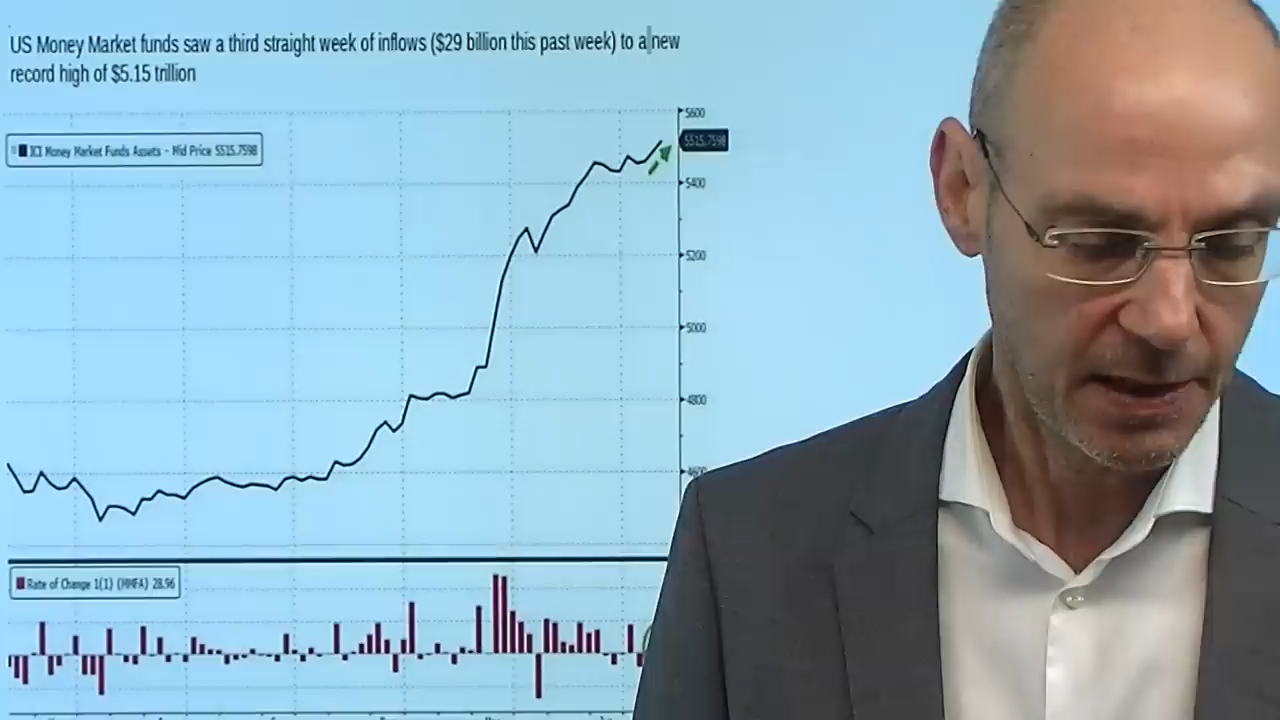 US Money Market funds saw a third straight week of inflows ($29 billion this past week) to a new
record high of $5.15 trillion
5600
ICI Money Market Funds Assets - Mid Price 5515.7598
5515.7598
5400
5200
5000
4800
4600
Rate of Change 1(1) (MMFA) 28.96